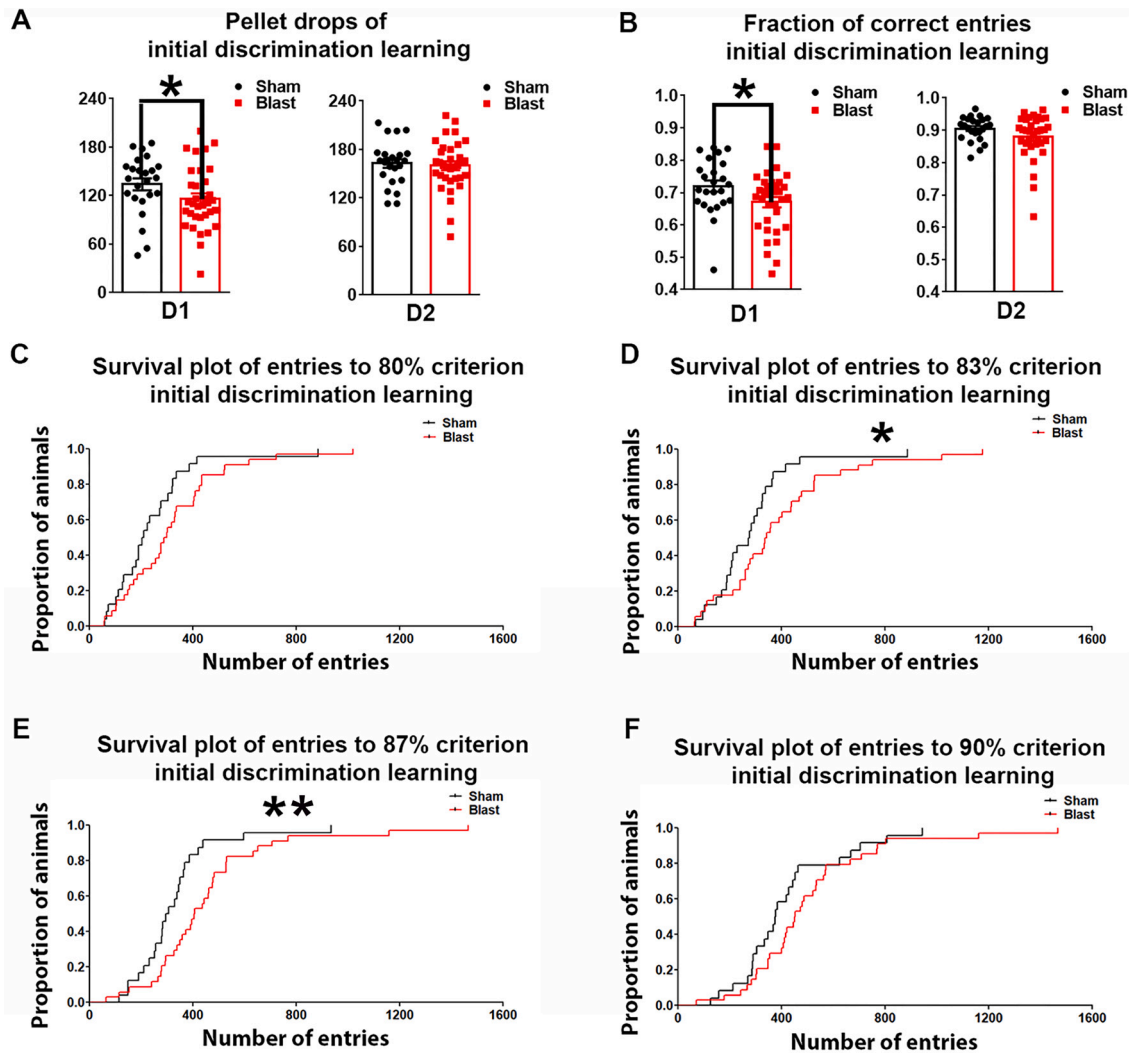 A
Pellet drops of
initial discrimination learning
Sham
Blast
*
240
180
120
60
0
D1
Sham
Blast
240
180
120
60
0
D2
B
Fraction of correct entries
initial discrimination learning
Sham
Blast
*
1.0
0.9
0.8
0.7
0.6
0.5
0.4
D1
Sham
Blast
1.0
0.9
0.8
0.7
0.6
0.5
0.4
D2
C
Survival plot of entries to 80% criterion
initial discrimination learning
Sham
Blast
Proportion of animals
1.0
0.8
0.6
0.4
0.2
0.0
0 400 800 1200 1600
Number of entries
D
Survival plot of entries to 83% criterion
initial discrimination learning
Sham
Blast
*
Proportion of animals
1.0
0.8
0.6
0.4
0.2
0.0
0 400 800 1200 1600
Number of entries
E
Survival plot of entries to 87% criterion
initial discrimination learning
Sham
Blast
**
Proportion of animals
1.0
0.8
0.6
0.4
0.2
0.0
0 400 800 1200 1600
Number of entries
F
Survival plot of entries to 90% criterion
initial discrimination learning
Sham
Blast
Proportion of animals
1.0
0.8
0.6
0.4
0.2
0.0
0 400 800 1200 1600
Number of entries